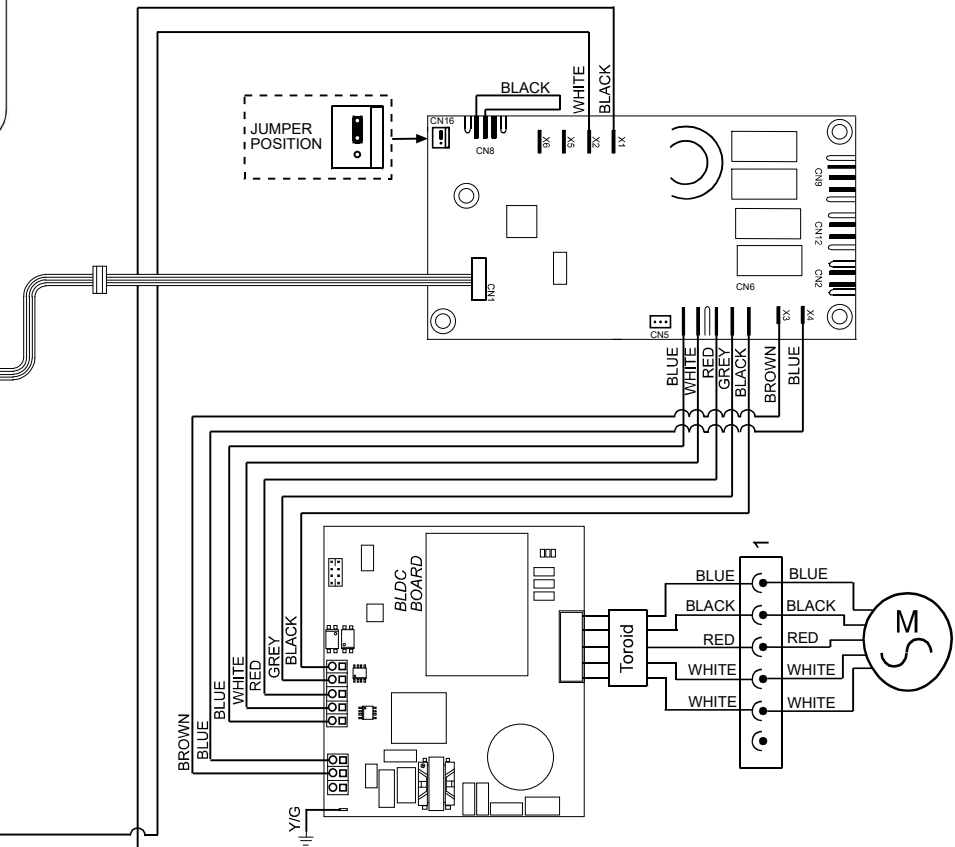 BLACK
WHITE
BLACK
JUMPER
POSITION
CN16
CN8
X6
X5
X2
X1
CN9
CN12
CN2
CN6
CN1
CN5
X3
X4
BLUE
WHITE
RED
GREY
BLACK
BROWN
BLUE
BLDC
BOARD
BROWN
BLUE
BLUE
WHITE
RED
GREY
BLACK
Y/G
Toroid
1
BLUE
BLUE
BLACK
BLACK
RED
RED
WHITE
WHITE
WHITE
WHITE
M